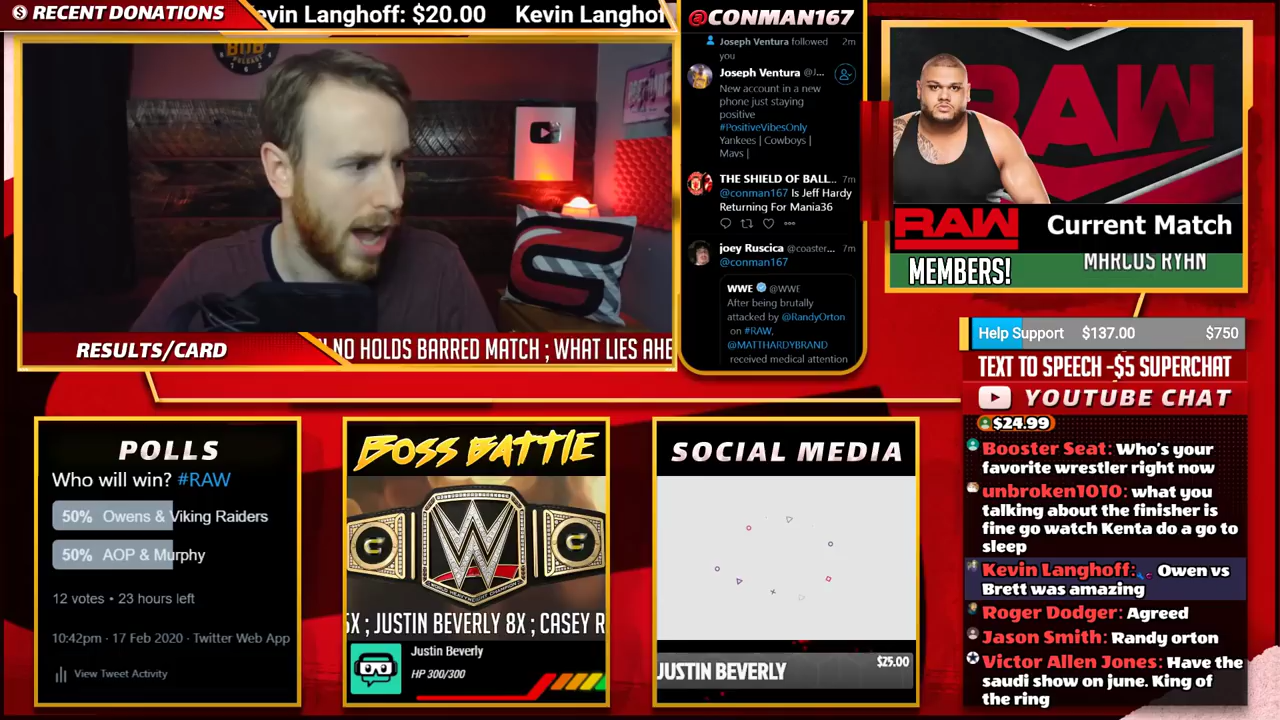 RECENT DONATIONS
evin Langhoff: $20.00 Kevin Langhof
RESULTS/CARD
N NO HOLDS BARRED MATCH ; WHAT LIES AHE
@CONMAN167
Joseph Ventura followed
you
2m
Joseph Ventura @J...
New account in a new
phone just staying
positive
#PositiveVibesOnly
Yankees | Cowboys |
Mavs |
THE SHIELD OF BALL... 7m
@conman167 Is Jeff Hardy
Returning For Mania36
joey Ruscica @coaster... 7m
@conman167
WWE @WWE
After being brutally
attacked by @RandyOrton
on #RAW,
@MATTHARDYBRAND
received medical attention
RAW
RAW Current Match
MEMBERS!
MARCUS RYAN
Help Support $137.00 $750
TEXT TO SPEECH -$5 SUPERCHAT
YOUTUBE CHAT
$24.99
Booster Seat: Who's your
favorite wrestler right now
unbroken1010: what you
talking about the finisher is
fine go watch Kenta do a go to
sleep
Kevin Langhoff: Owen vs
Brett was amazing
Roger Dodger: Agreed
Jason Smith: Randy orton
Victor Allen Jones: Have the
saudi show on june. King of
the ring
POLLS
Who will win? #RAW
50% Owens & Viking Raiders
50% AOP & Murphy
12 votes • 23 hours left
10:42pm · 17 Feb 2020 · Twitter Web App
View Tweet Activity
BOSS BATTLE
W
C C
5X ; JUSTIN BEVERLY 8X ; CASEY R
Justin Beverly
HP 300/300
SOCIAL MEDIA
JUSTIN BEVERLY $25.00